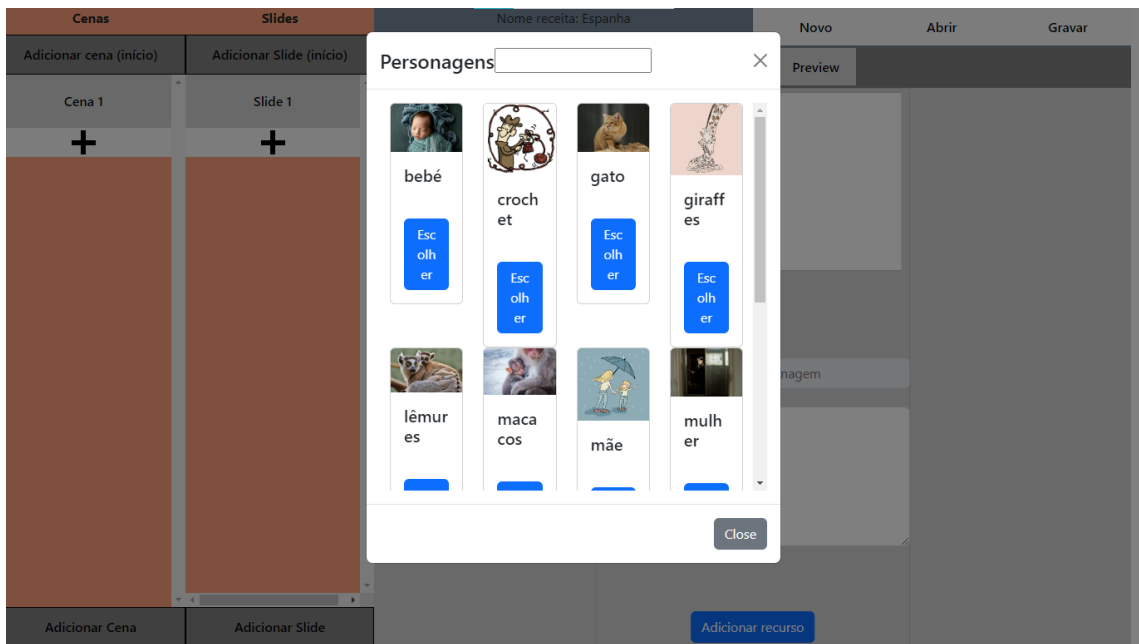 Cenas
Slides
Nome receita: Espanha
Novo
Abrir
Gravar
Adicionar cena (início)
Adicionar Slide (início)
Personagens
Preview
Cena 1
Slide 1
bebé
croch
et
gato
giraff
es
Esc
olh
er
Esc
olh
er
Esc
olh
er
Esc
olh
er
nagem
lêmur
es
maca
cos
mãe
mulh
er
Close
Adicionar Cena
Adicionar Slide
Adicionar recurso